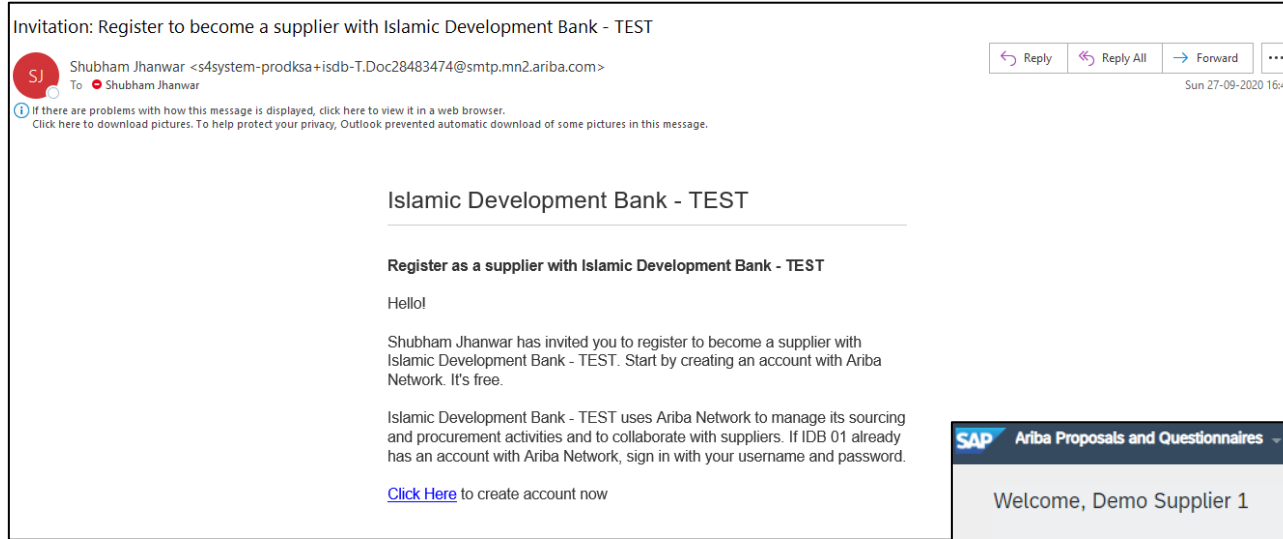 Invitation: Register to become a supplier with Islamic Development Bank - TEST
SJ
Shubham Jhanwar <s4system-prodksa+isdb-T.Doc28483474@smtp.mn2.ariba.com>
To Shubham Jhanwar
Reply Reply All Forward ...
Sun 27-09-2020 16:4
If there are problems with how this message is displayed, click here to view it in a web browser.
Click here to download pictures. To help protect your privacy, Outlook prevented automatic download of some pictures in this message.
Islamic Development Bank - TEST
Register as a supplier with Islamic Development Bank - TEST
Hello!
Shubham Jhanwar has invited you to register to become a supplier with
Islamic Development Bank - TEST. Start by creating an account with Ariba
Network. It's free.
Islamic Development Bank - TEST uses Ariba Network to manage its sourcing
and procurement activities and to collaborate with suppliers. If IDB 01 already
has an account with Ariba Network, sign in with your username and password.
Click Here to create account now
SAP Ariba Proposals and Questionnaires
Welcome, Demo Supplier 1